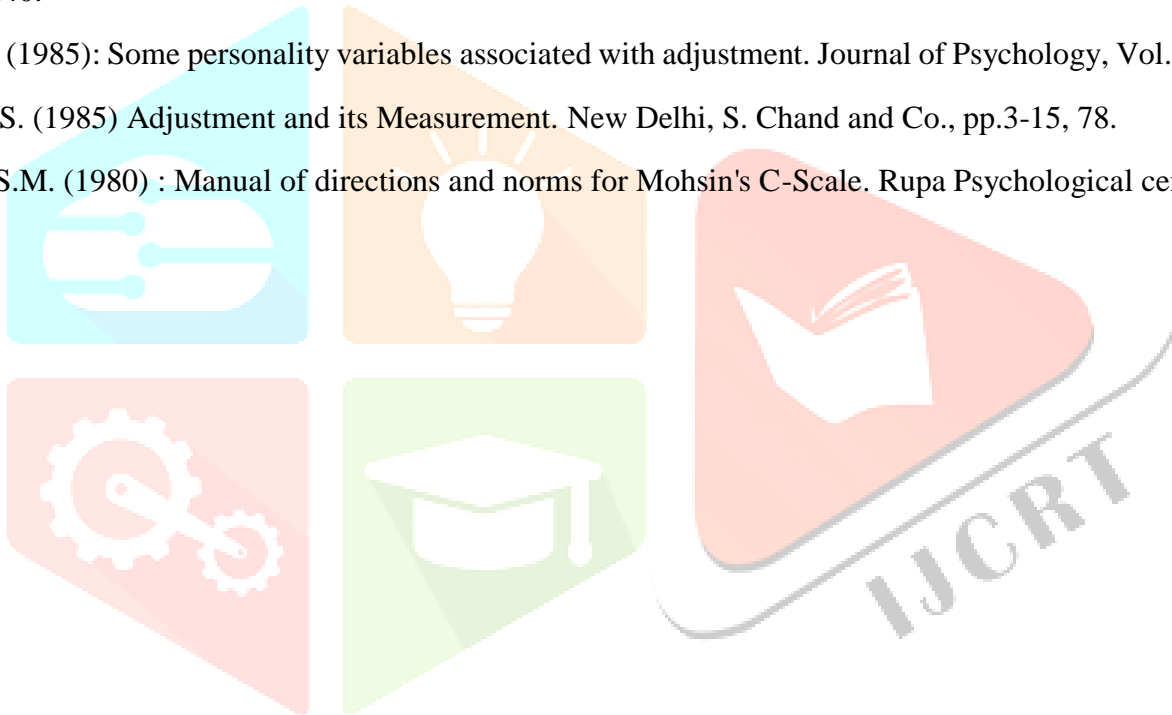 (1985): Some personality variables associated with adjustment. Journal of Psychology, Vol.
S. (1985) Adjustment and its Measurement. New Delhi, S. Chand and Co., pp.3-15, 78.
S.M. (1980) : Manual of directions and norms for Mohsin's C-Scale. Rupa Psychological
IJCRT